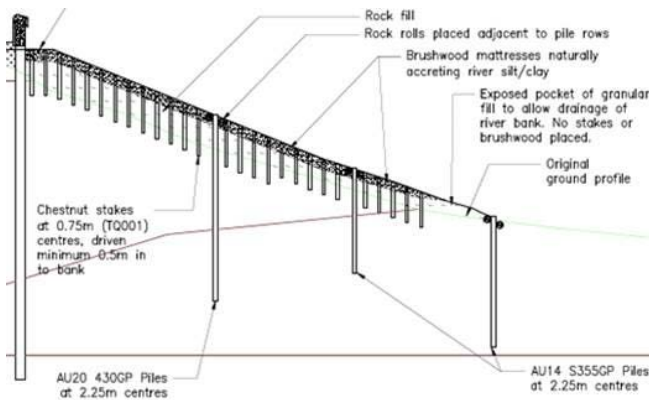 Rock fill
Rock rolls placed adjacent to pile rows
Brushwood mattresses naturally
accreting river silt/clay
Exposed pocket of granular
fill to allow drainage of
river bank. No stakes or
brushwood placed.
Original
ground profile
Chestnut stakes
at 0.75m (TQ001)
centres, driven
minimum 0.5m in
to bank
AU20 430GP Piles
at 2.25m centres
AU14 S355GP Piles
at 2.25m centres